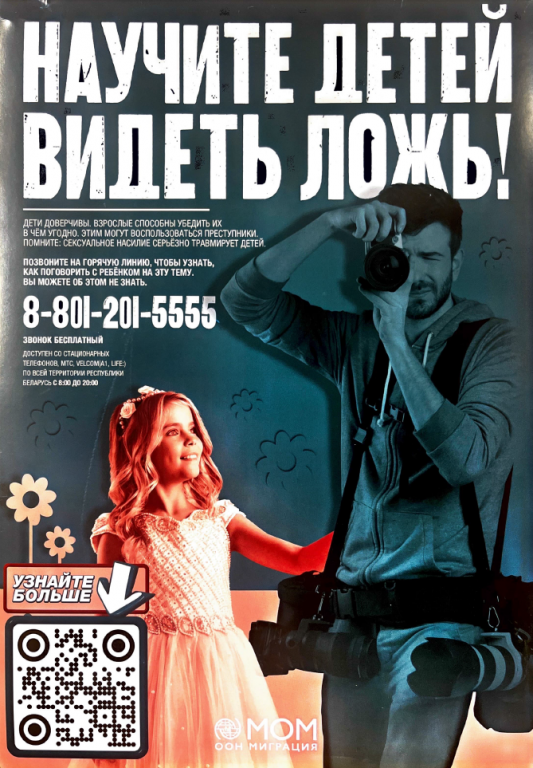 НАУЧИТЕ ДЕТЕЙ
ВИДЕТЬ ЛОЖЬ!
ДЕТИ ДОВЕРЧИВЫ. ВЗРОСЛЫЕ СПОСОБНЫ УБЕДИТЬ ИХ
В ЧЁМ УГОДНО. ЭТИМ МОГУТ ВОСПОЛЬЗОВАТЬСЯ ПРЕСТУПНИКИ.
ПОМНИТЕ: СЕКСУАЛЬНОЕ НАСИЛИЕ СЕРЬЁЗНО ТРАВМИРУЕТ ДЕТЕЙ.
ПОЗВОНИТЕ НА ГОРЯЧУЮ ЛИНИЮ, ЧТОБЫ УЗНАТЬ,
КАК ПОГОВОРИТЬ С РЕБЁНКОМ НА ЭТУ ТЕМУ.
ВЫ МОЖЕТЕ ОБ ЭТОМ НЕ ЗНАТЬ.
8-801-201-5555
ЗВОНОК БЕСПЛАТНЫЙ
ДОСТУПЕН СО СТАЦИОНАРНЫХ
ТЕЛЕФОНОВ, МТС, VELCOM(A1, LIFE:)
ПО ВСЕЙ ТЕРРИТОРИИ РЕСПУБЛИКИ
БЕЛАРУСЬ С 8:00 ДО 20:00
УЗНАЙТЕ
БОЛЬШЕ
МОМ
ООН МИГРАЦИЯ